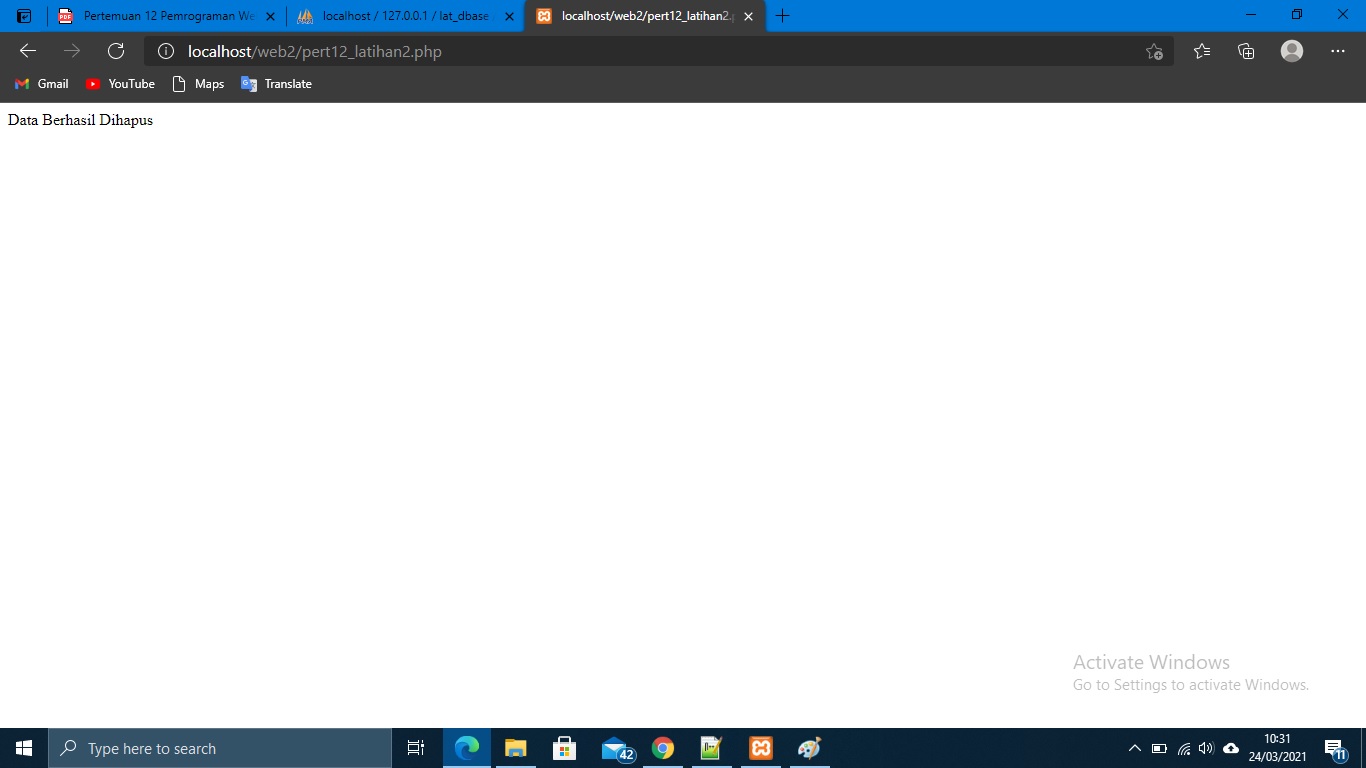 Pertemuan 12 Pemrograman We
localhost / 127.0.0.1 / lat_dbase
localhost/web2/pert12_latihan2.p
localhost/web2/pert12_latihan2.php
Gmail
YouTube
Maps
Translate
Data Berhasil Dihapus
Activate Windows
Go to Settings to activate Windows.
Type here to search
42
10:31
24/03/2021
11